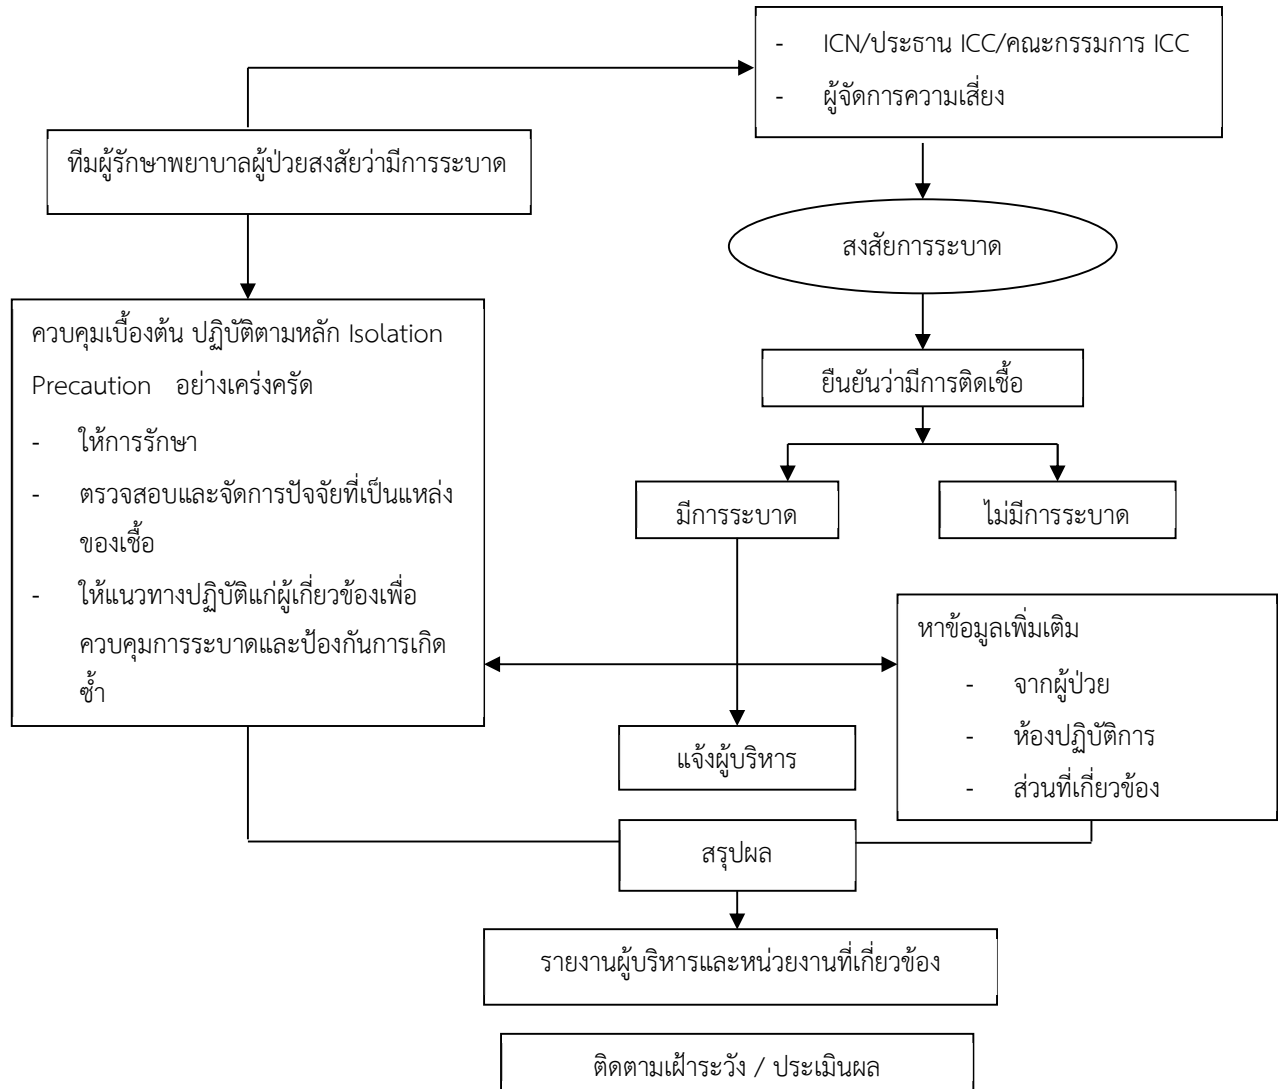 - ICN/ประธาน ICC/คณะกรรมการ ICC
- ผู้จัดการความเสี่ยง
ทีมผู้รักษาพยาบาลผู้ป่วยสงสัยว่ามีการระบาด
สงสัยการระบาด
ควบคุมเบื้องต้น ปฏิบัติตามหลัก Isolation
Precaution อย่างเคร่งครัด
- ให้การรักษา
- ตรวจสอบและจัดการปัจจัยที่เป็นแหล่ง
ของเชื้อ
- ให้แนวทางปฏิบัติแก่ผู้เกี่ยวข้องเพื่อ
ควบคุมการระบาดและป้องกันการเกิด
ซ้ำ
ยืนยันว่ามีการติดเชื้อ
มีการระบาด
ไม่มีการระบาด
หาข้อมูลเพิ่มเติม
- จากผู้ป่วย
- ห้องปฏิบัติการ
- ส่วนที่เกี่ยวข้อง
แจ้งผู้บริหาร
สรุปผล
รายงานผู้บริหารและหน่วยงานที่เกี่ยวข้อง
ติดตามเฝ้าระวัง / ประเมินผล